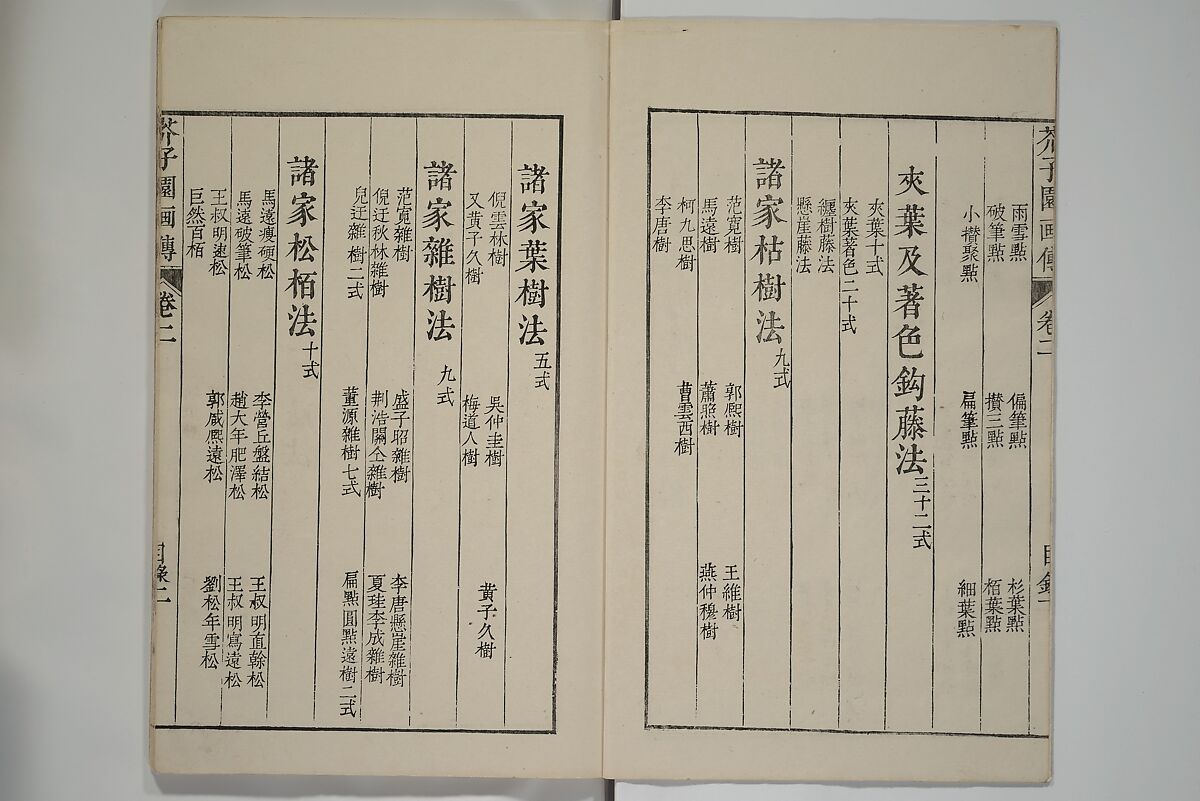 芥子園画傳 卷二 目錄一
雨雪點 偏筆點 杉葉點
破筆點 攢三點 栢葉點
小攢聚點 扁筆點 細葉點
夾葉及著色鈎藤法 三十二式
夾葉十式
夾葉著色二十式
纒樹藤法
懸崖藤法
諸家枯樹法 九式
范寬樹 郭熙樹 王維樹
馬遠樹 蕭照樹 燕仲穆樹
柯九思樹 曹雲西樹
李唐樹
諸家葉樹法 五式
倪雲林樹 吳仲圭樹 黄子久樹
又黄子久樹 梅道人樹
諸家雜樹法 九式
范寬雜樹 盛子昭雜樹 李唐懸崖雜樹
倪迂秋林雜樹 荆浩關仝雜樹 夏珪李成雜樹
兒迂雜樹二式 董源雜樹七式 扁點圓點遠樹二式
諸家松栢法 十式
馬遠瘦硬松 李營丘盤結松 王叔明直幹松
馬遠破筆松 趙大年肥澤松 王叔明寫遠松
王叔明連松 郭咸熙遠松 劉松年雪松
巨然百栢
芥子園画傳 卷二 目錄二